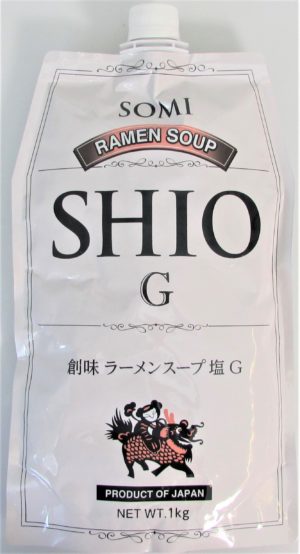 SOMI
RAMEN SOUP
SHIO
G
創味 ラーメンスープ 塩 G
PRODUCT OF JAPAN
NET WT. 1kg